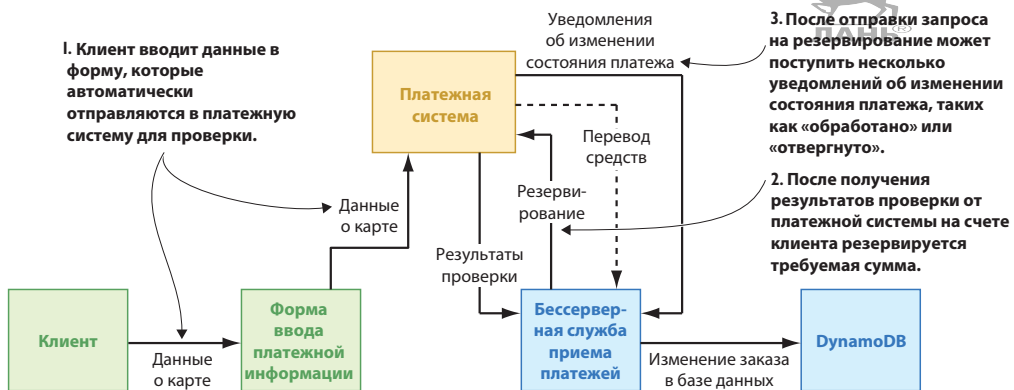 1. Клиент вводит данные в
форму, которые
автоматически
отправляются в платежную
систему для проверки.
Уведомления
об изменении
состояния платежа
ДАНЬ®
3. После отправки запроса
на резервирование может
поступить несколько
уведомлений об изменении
состояния платежа, таких
как «обработано» или
«отвергнуто».
Платежная
система
Перевод
средств
Резерви-
рование
2. После получения
результатов проверки от
платежной системы на счете
клиента резервируется
требуемая сумма.
Данные
о карте
Результаты
проверки
Клиент
Данные
о карте
Форма
ввода
платежной
информации
Бессервер-
ная служба
приема
платежей
Изменение заказа
в базе данных
DynamoDB